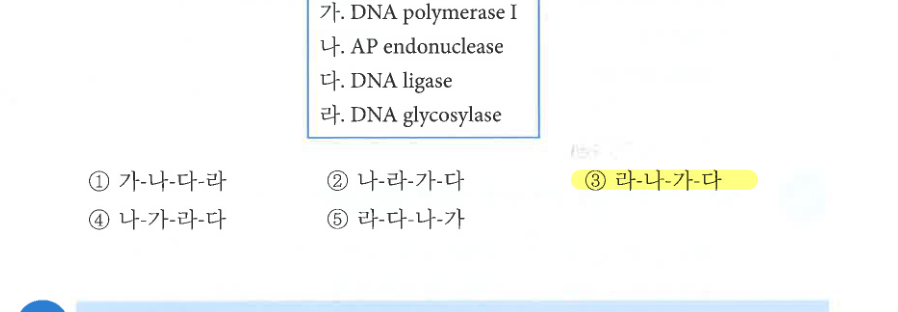 가. DNA polymerase I
나. AP endonuclease
다. DNA ligase
라. DNA glycosylase
① 가-나-다-라 ② 나-라-가-다 ③ 라-나-가-다
④ 나-가-라-다 ⑤ 라-다-나-가